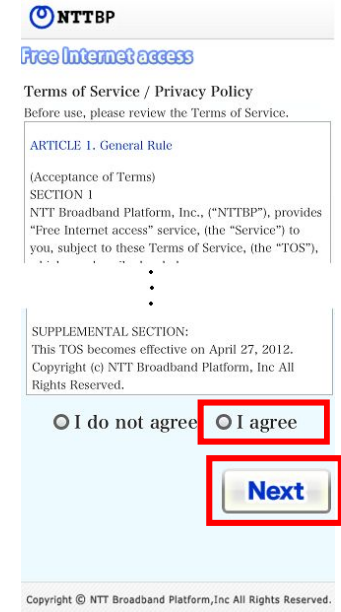 NTTBP
Free Internet access
Terms of Service / Privacy Policy
Before use, please review the Terms of Service.
ARTICLE 1. General Rule
(Acceptance of Terms)
SECTION 1
NTT Broadband Platform, Inc., (“NTTBP”), provides
“Free Internet access” service, (the “Service”) to
you, subject to these Terms of Service, (the “TOS”),
SUPPLEMENTAL SECTION:
This TOS becomes effective on April 27, 2012.
Copyright (c) NTT Broadband Platform, Inc All
Rights Reserved.
I do not agree I agree
Next
Copyright © NTT Broadband Platform,Inc All Rights Reserved.